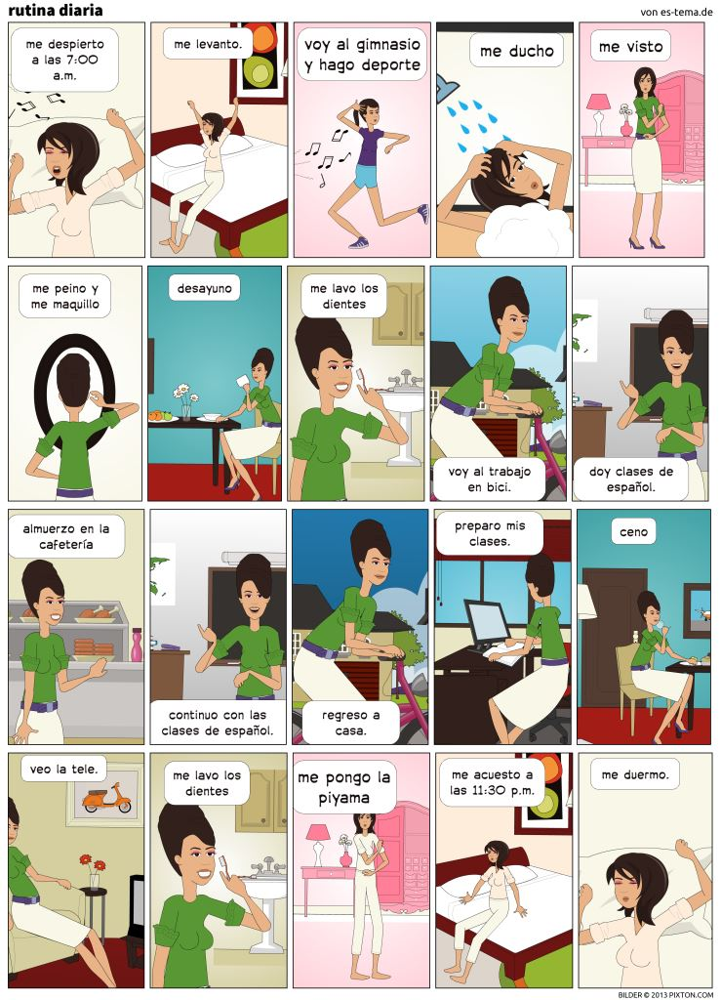 rutina diaria
von es-tema.de
me despierto
a las 7:00
a.m.
me levanto.
voy al gimnasio
y hago deporte
me ducho
me visto
me peino y
me maquillo
desayuno
me lavo los
dientes
voy al trabajo
en bici.
doy clases de
español.
almuerzo en la
cafetería
continuo con las
clases de español.
regreso a
casa.
preparo mis
clases.
ceno
veo la tele.
me lavo los
dientes
me pongo la
piyama
me acuesto a
las 11:30 p.m.
me duermo.
BILDER © 2013 PIXTON.COM